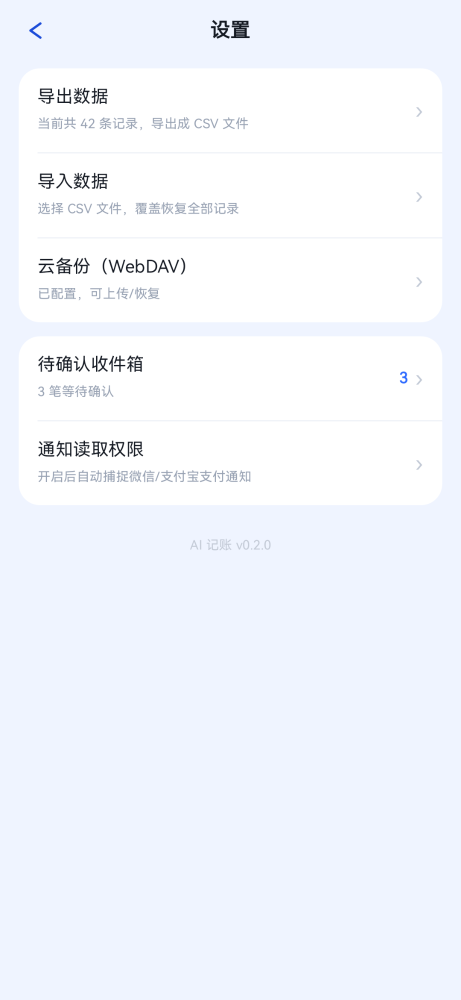 设置
导出数据
当前共 42 条记录，导出成 CSV 文件
导入数据
选择 CSV 文件，覆盖恢复全部记录
云备份（WebDAV）
已配置，可上传/恢复
待确认收件箱
3
3 笔等待确认
通知读取权限
开启后自动捕捉微信/支付宝支付通知
AI 记账 v0.2.0